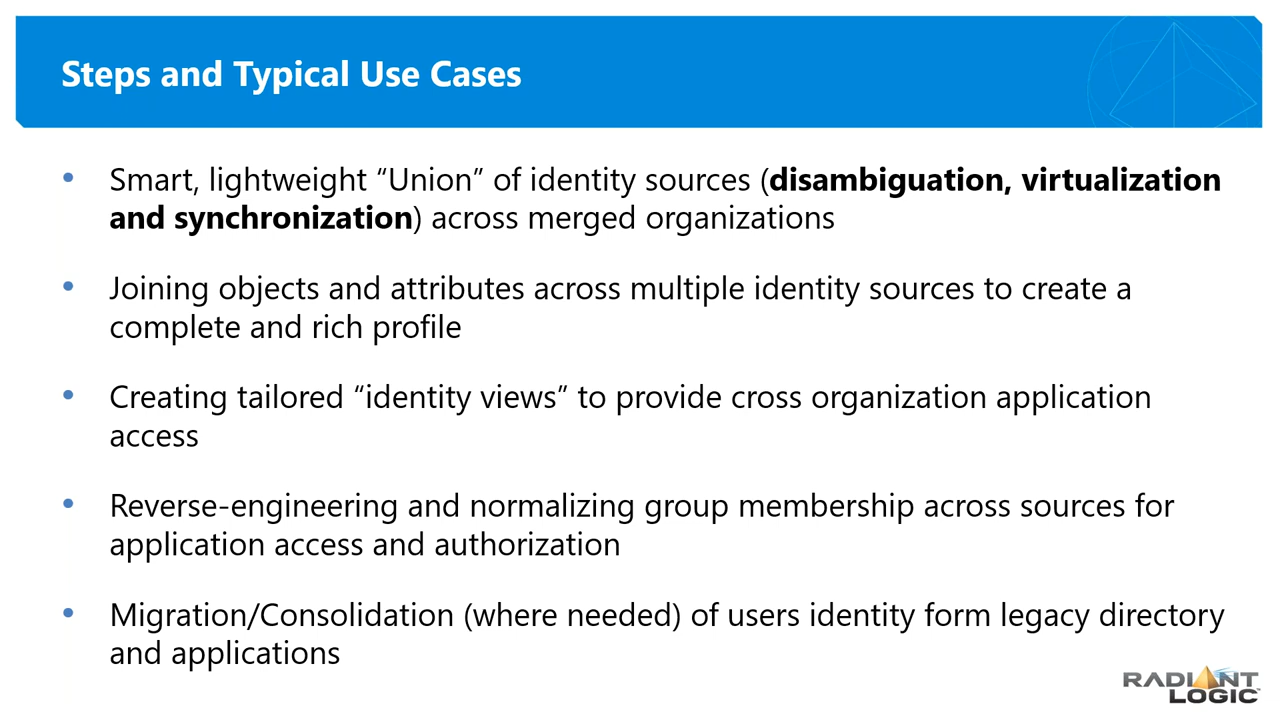 Steps and Typical Use Cases
• Smart, lightweight “Union” of identity sources (disambiguation, virtualization
and synchronization) across merged organizations
• Joining objects and attributes across multiple identity sources to create a
complete and rich profile
• Creating tailored “identity views” to provide cross organization application
access
• Reverse-engineering and normalizing group membership across sources for
application access and authorization
• Migration/Consolidation (where needed) of users identity form legacy directory
and applications
RADIANT
LOGIC